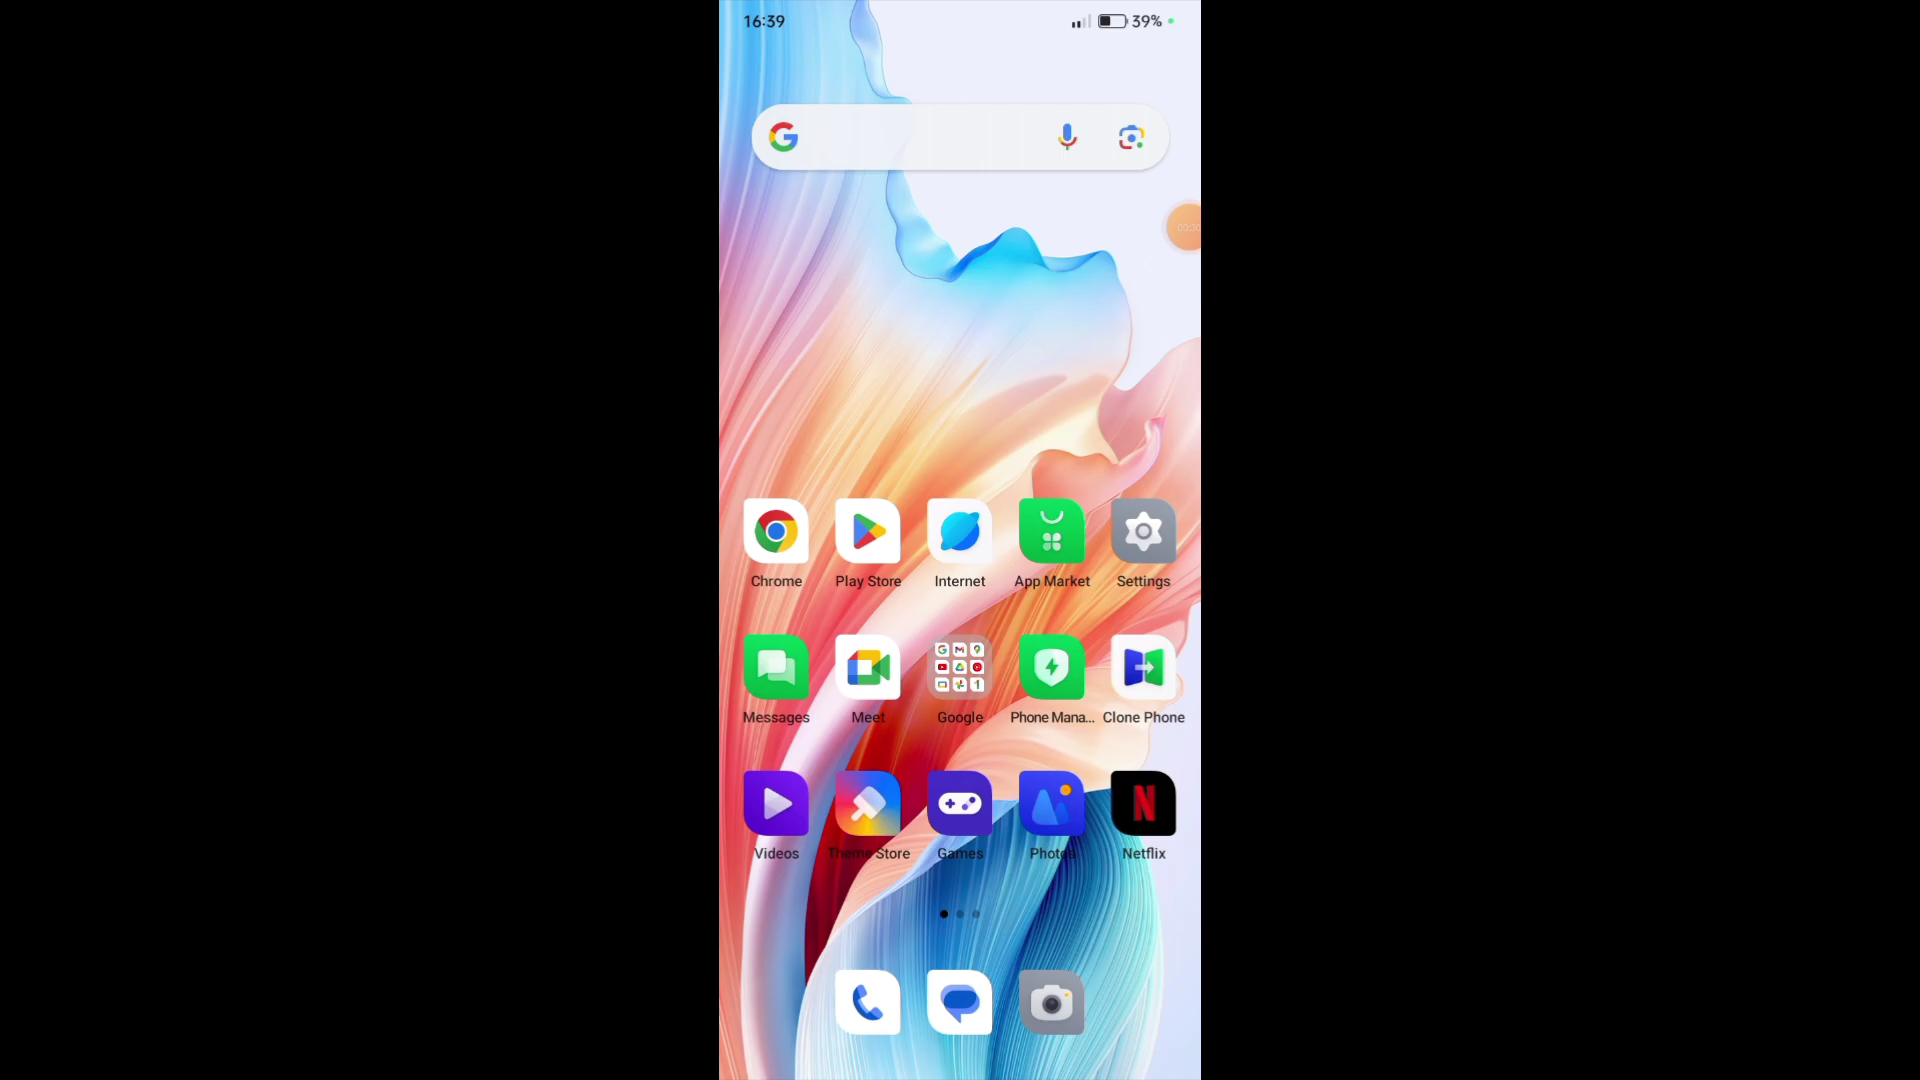 16:39
39%
Chrome
Play Store
Internet
App Market
Settings
Messages
Meet
Google
Phone Mana...
Clone Phone
Videos
Theme Store
Games
Photos
Netflix